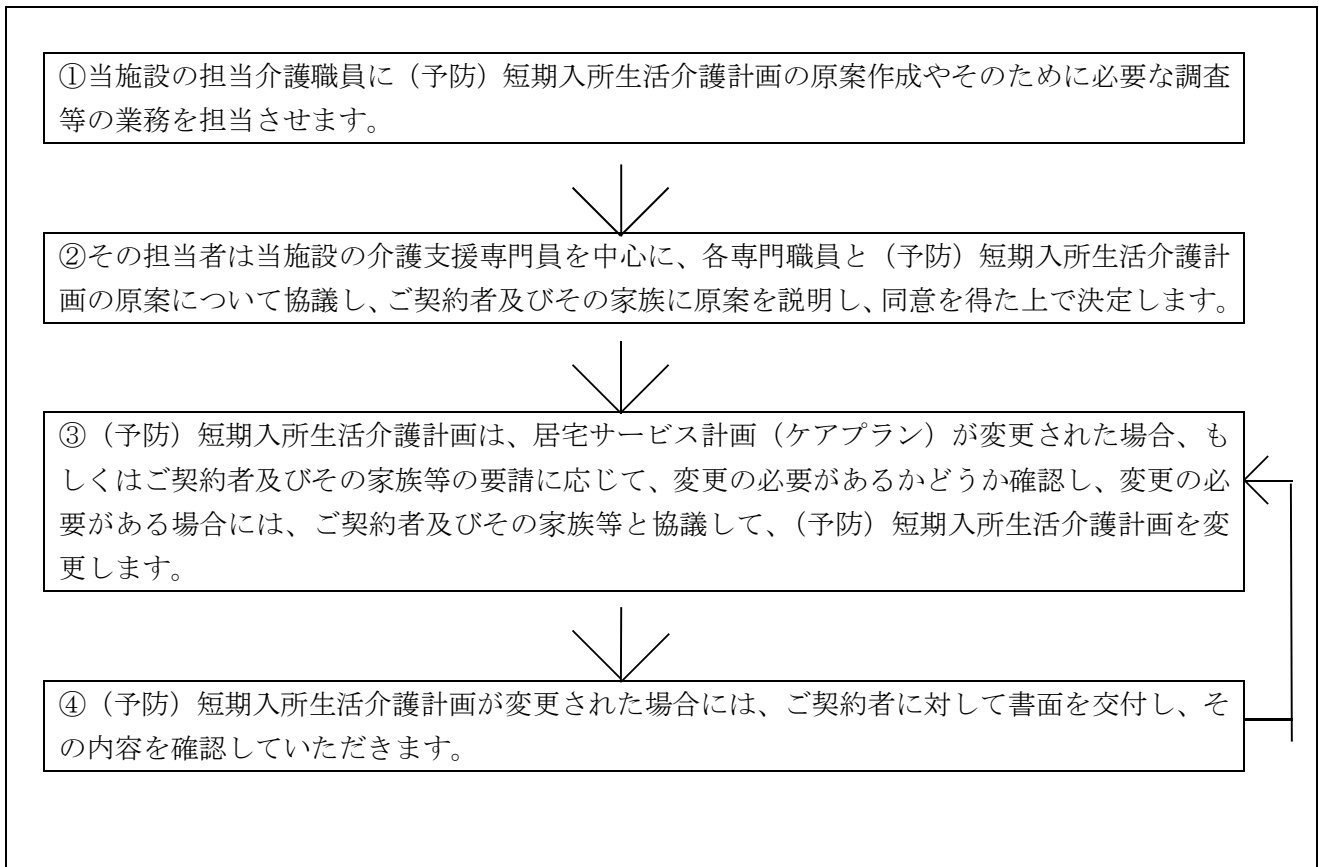 ①当施設の担当介護職員に（予防）短期入所生活介護計画の原案作成やそのために必要な調査
等の業務を担当させます。
②その担当者は当施設の介護支援専門員を中心に、各専門職員と（予防）短期入所生活介護計
画の原案について協議し、ご契約者及びその家族に原案を説明し、同意を得た上で決定します。
③（予防）短期入所生活介護計画は、居宅サービス計画（ケアプラン）が変更された場合、も
しくはご契約者及びその家族等の要請に応じて、変更の必要があるかどうか確認し、変更の必
要がある場合には、ご契約者及びその家族等と協議して、（予防）短期入所生活介護計画を変
更します。
④（予防）短期入所生活介護計画が変更された場合には、ご契約者に対して書面を交付し、そ
の内容を確認していただきます。